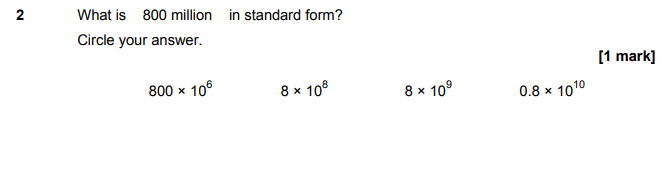 2 What is 800 million in standard form?
Circle your answer.
[1 mark]
800 × 10⁶ 8 × 10⁸ 8 × 10⁹ 0.8 × 10¹⁰